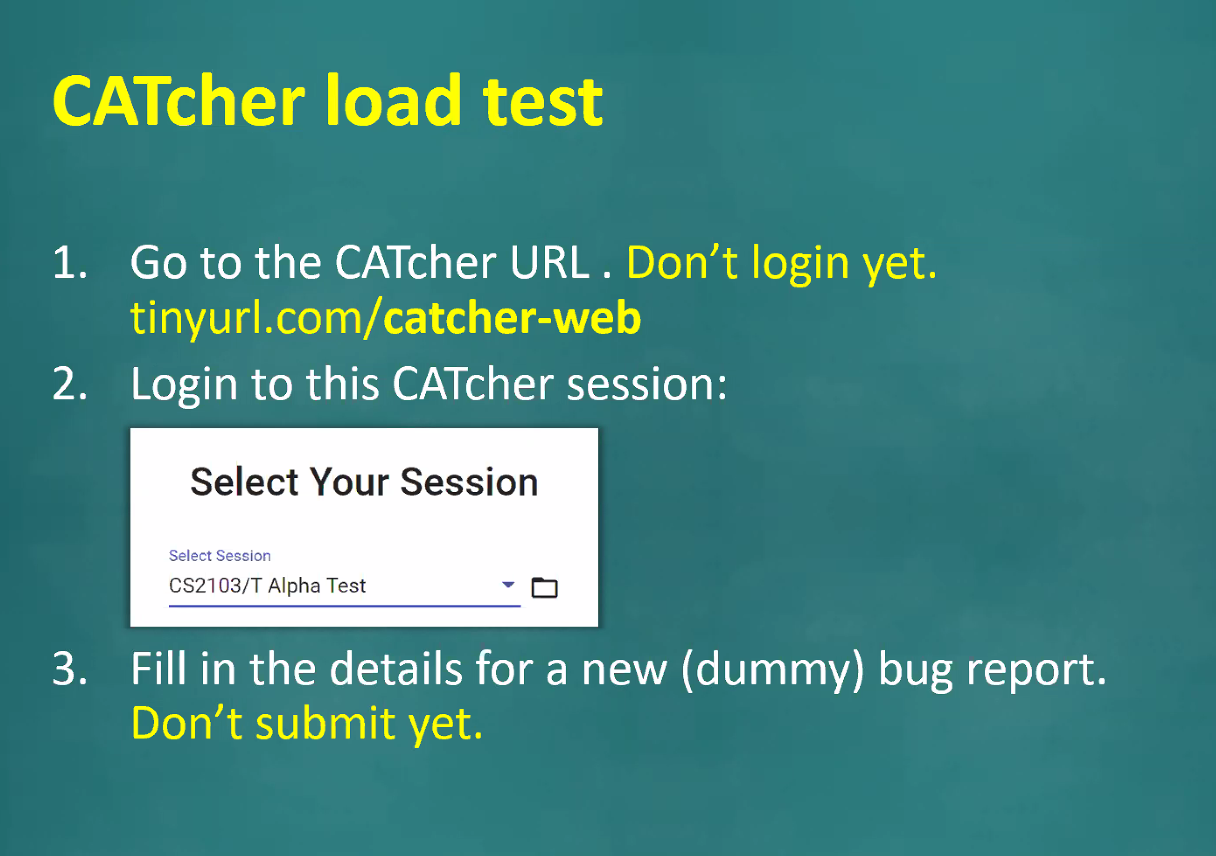 CATcher load test
1. Go to the CATcher URL . Don’t login yet.
tinyurl.com/catcher-web
2. Login to this CATcher session:
Select Your Session
Select Session
CS2103/T Alpha Test
3. Fill in the details for a new (dummy) bug report.
Don’t submit yet.